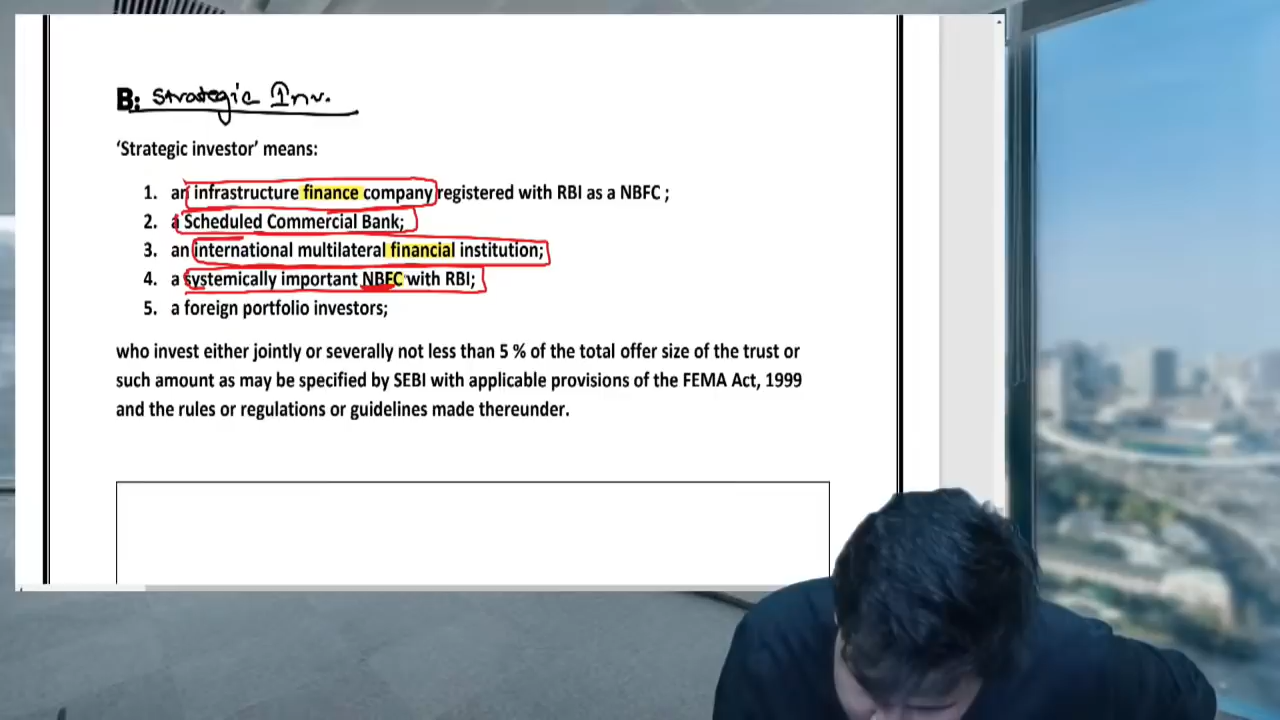 B: Strategic Inv.
‘Strategic investor’ means:
1. an infrastructure finance company registered with RBI as a NBFC ;
2. a Scheduled Commercial Bank;
3. an international multilateral financial institution;
4. a systemically important NBFC with RBI;
5. a foreign portfolio investors;
who invest either jointly or severally not less than 5 % of the total offer size of the trust or
such amount as may be specified by SEBI with applicable provisions of the FEMA Act, 1999
and the rules or regulations or guidelines made thereunder.